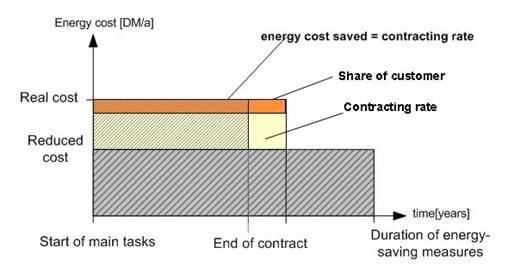 Energy cost [DM/a]
energy cost saved = contracting rate
Share of customer
Real cost
Contracting rate
Reduced
cost
time[years]
Start of main tasks
End of contract
Duration of energy-
saving measures